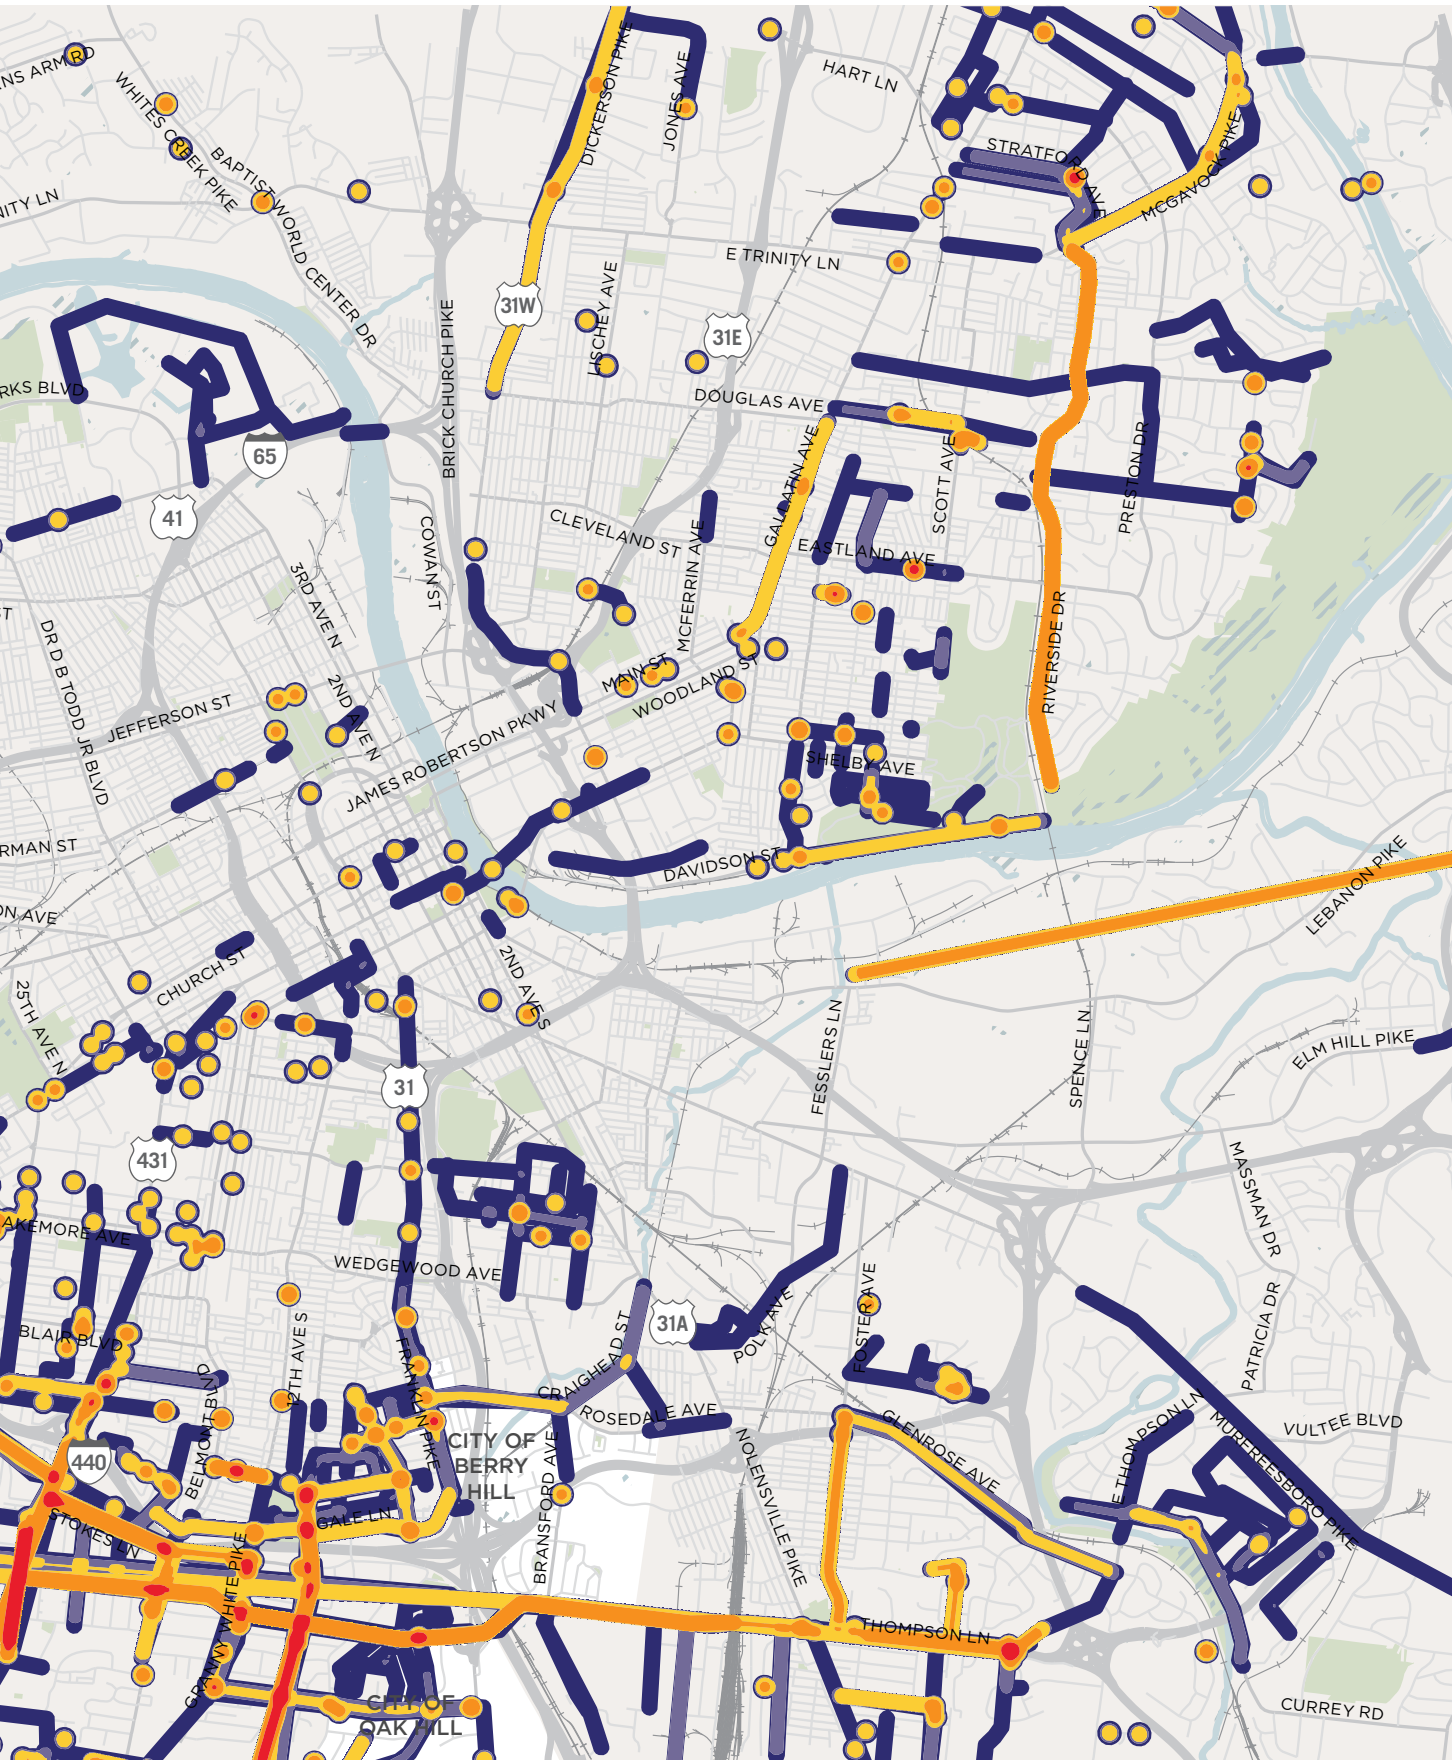 NS ARM RD
WHITES CREEK PIKE
BAPTIST WORLD CENTER DR
NITY LN
DICKERSON PIKE
JONES AVE
HART LN
STRATFORD AVE
MCGAVOCK PIKE
E TRINITY LN
31W
LISCHEY AVE
31E
BRICK CHURCH PIKE
RKS BLVD
DOUGLAS AVE
65
41
GALLATIN AVE
SCOTT AVE
PRESTON DR
CLEVELAND ST
MCFERRIN AVE
EASTLAND AVE
COWAN ST
3RD AVE N
ST
DR D B TODD JR BLVD
RIVERSIDE DR
MAIN ST
WOODLAND ST
2ND AVE N
JEFFERSON ST
JAMES ROBERTSON PKWY
SHELBY AVE
RMAN ST
DAVIDSON ST
LEBANON PIKE
ON AVE
CHURCH ST
2ND AVE S
25TH AVE N
FESSLERS LN
SPENCE LN
ELM HILL PIKE
31
431
MASSMAN DR
AKEMORE AVE
WEDGEWOOD AVE
31A
POLK AVE
FOSTER AVE
PATRICIA DR
BLAIR BLVD
12TH AVE S
BELMONT BLVD
FRANKLIN PIKE
CRAIGHEAD ST
ROSEDALE AVE
GLENROSE AVE
E THOMPSON LN
MURFREESBORO PIKE
VULTEE BLVD
440
CITY OF
BERRY
HILL
BRANSFORD AVE
NOLENSVILLE PIKE
STOKES LN
GALE LN
GRANNY WHITE PIKE
THOMPSON LN
CITY OF
OAK HILL
CURREY RD